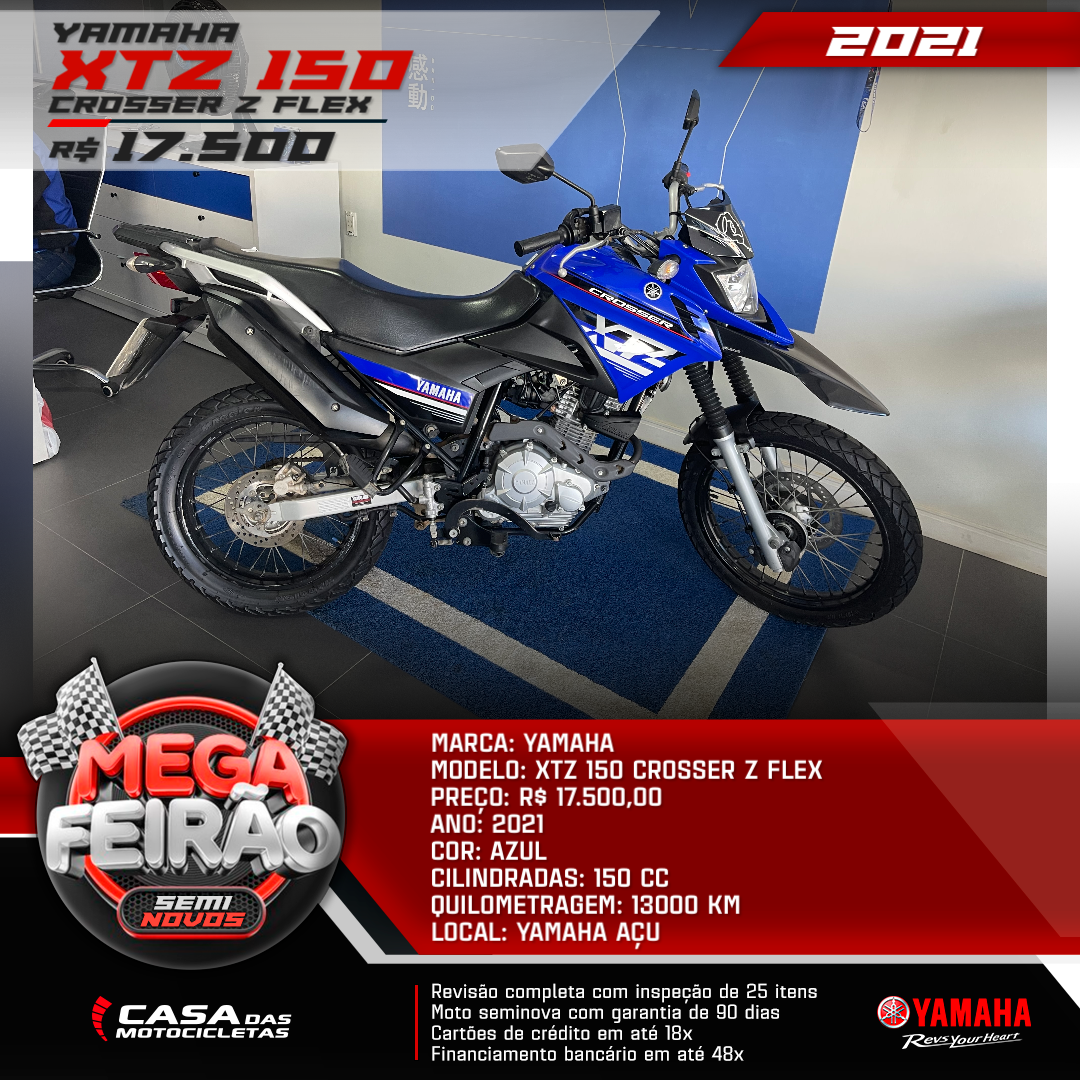 YAMAHA
XTZ 150
CROSSER Z FLEX
R$ 17.500
2021
CROSSER
XTZ
YAMAHA
MEGA
FEIRÃO
SEMI
NOVOS
MARCA: YAMAHA
MODELO: XTZ 150 CROSSER Z FLEX
PREÇO: R$ 17.500,00
ANO: 2021
COR: AZUL
CILINDRADAS: 150 CC
QUILOMETRAGEM: 13000 KM
LOCAL: YAMAHA AÇU
CASA DAS
MOTOCICLETAS
Revisão completa com inspeção de 25 itens
Moto seminova com garantia de 90 dias
Cartões de crédito em até 18x
Financiamento bancário em até 48x
YAMAHA
Revs Your Heart